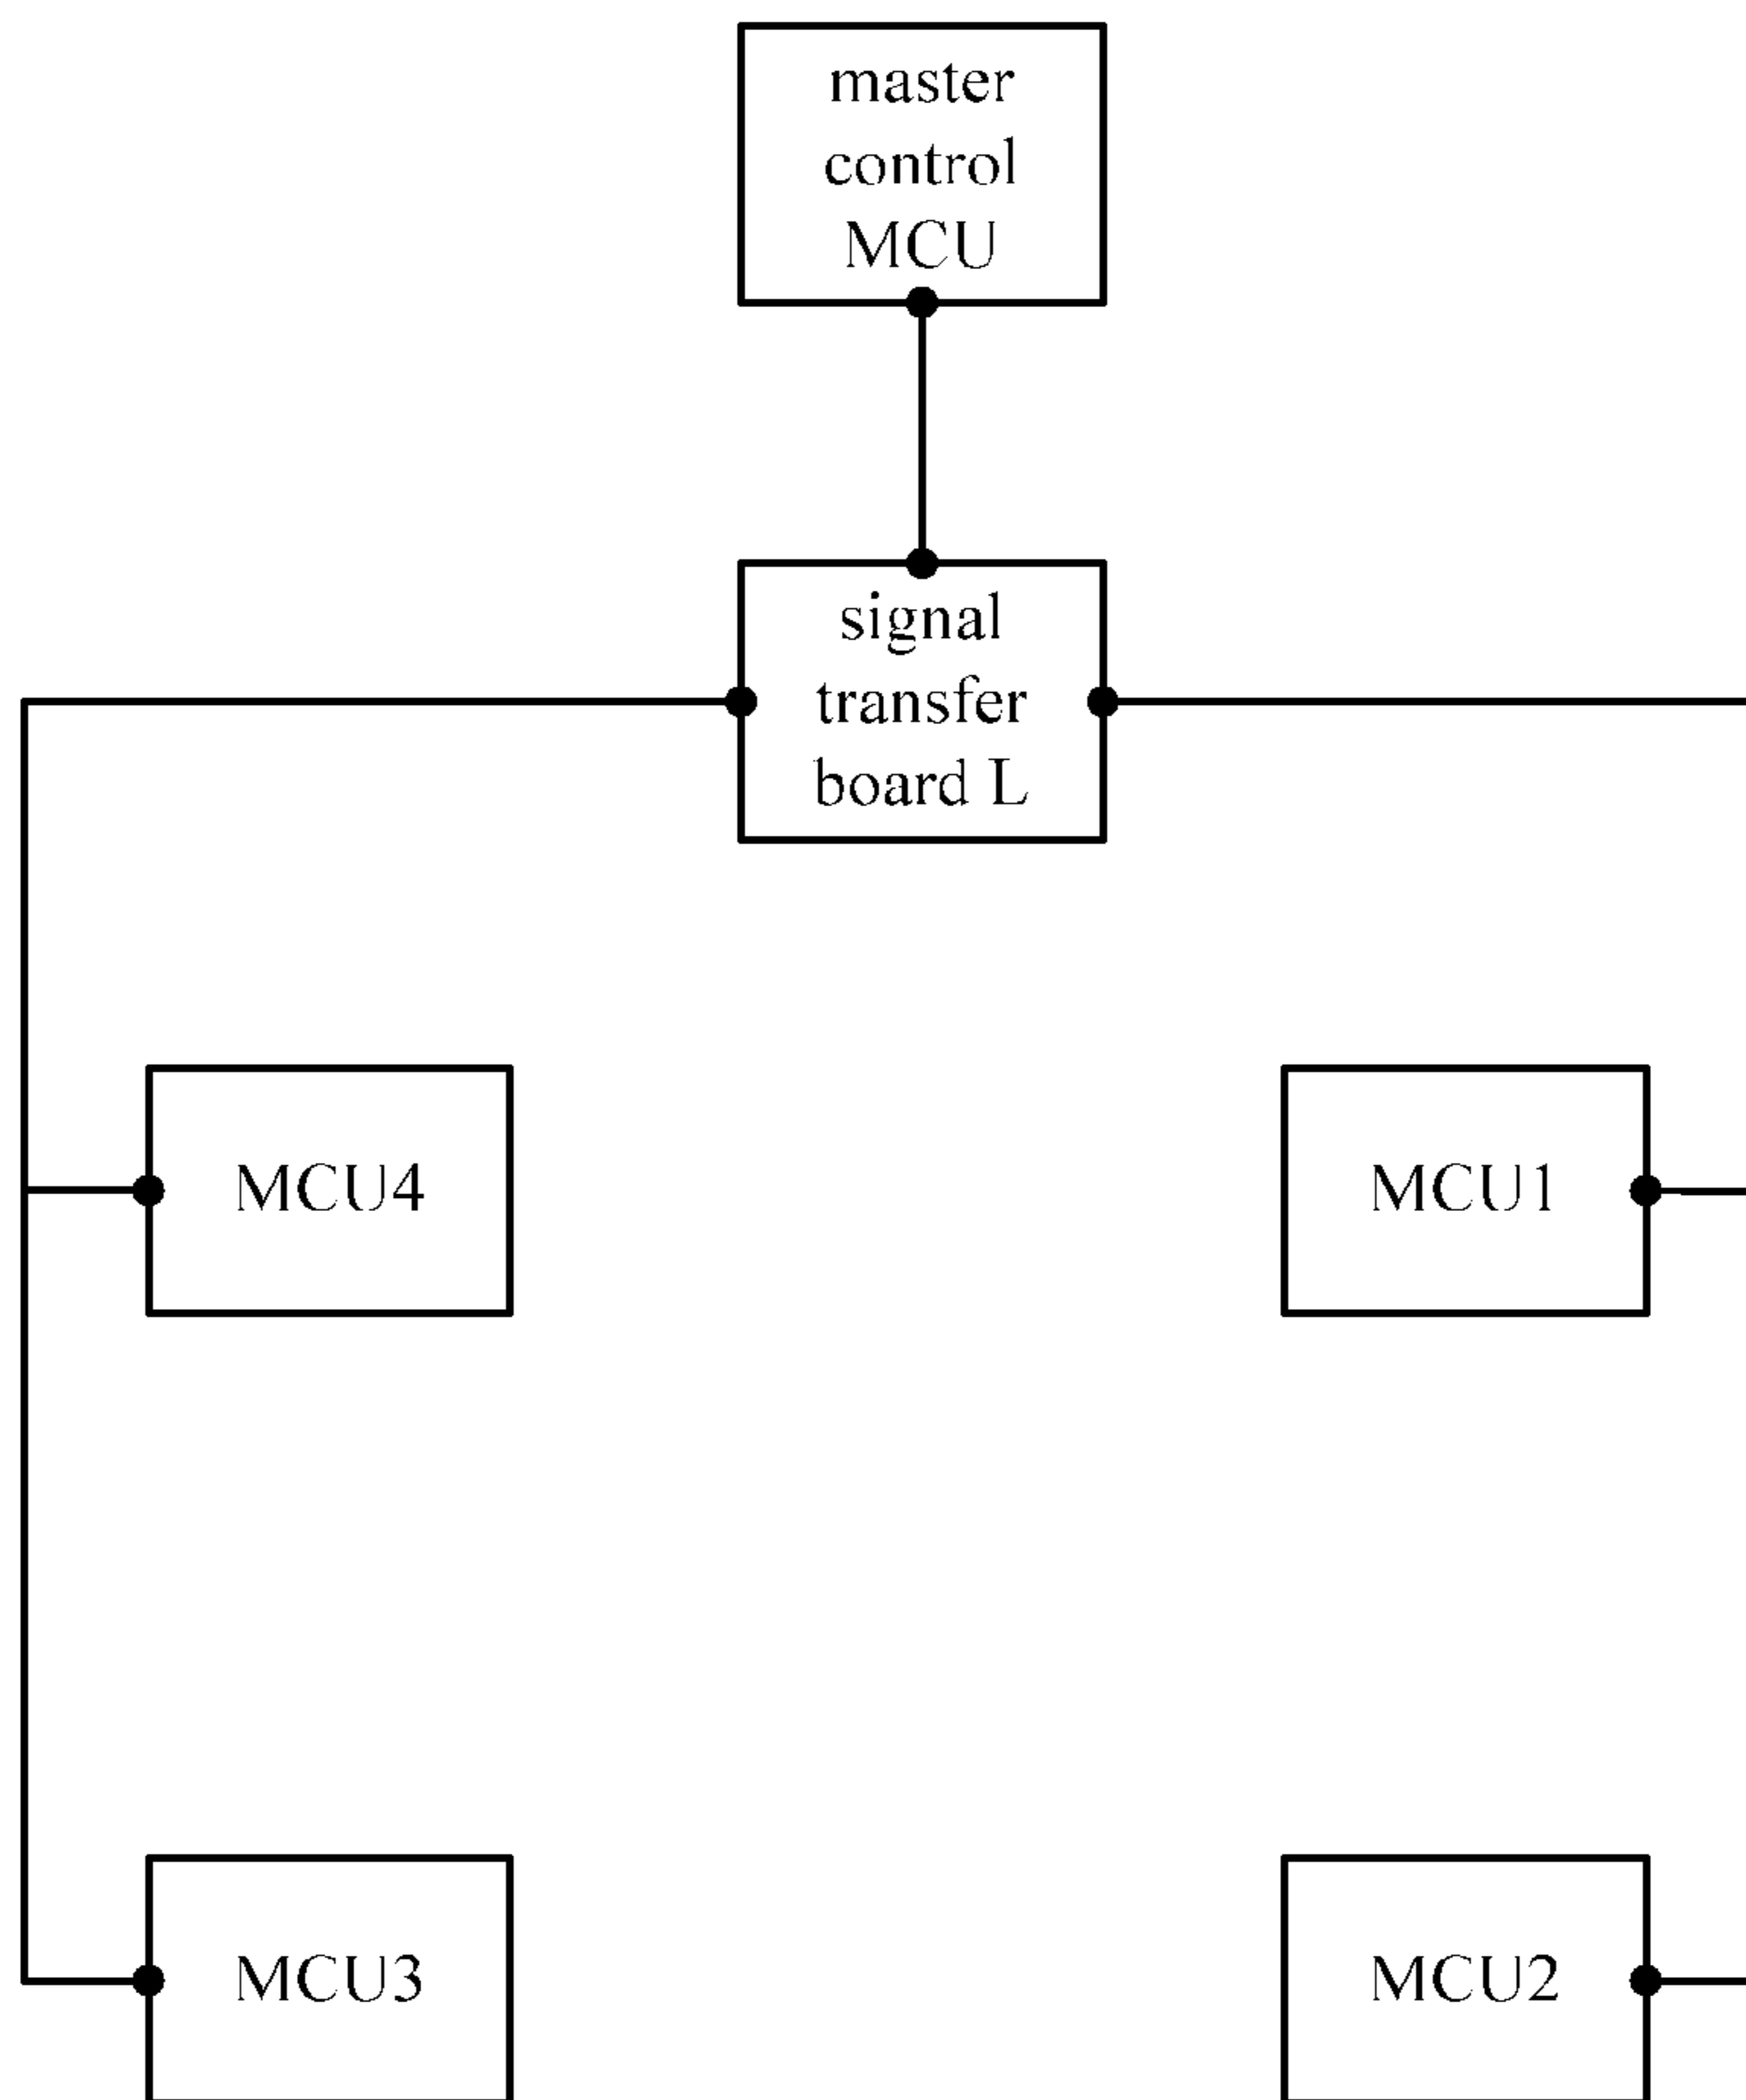 master
control
MCU
signal
transfer
board L
MCU4
MCU1
MCU3
MCU2